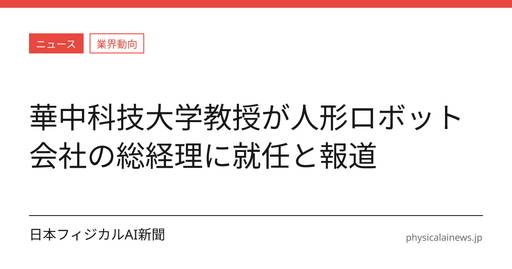 ニュース 業界動向
華中科技大学教授が人形ロボット
会社の総経理に就任と報道
日本フィジカルAI新聞
physicalainews.jp